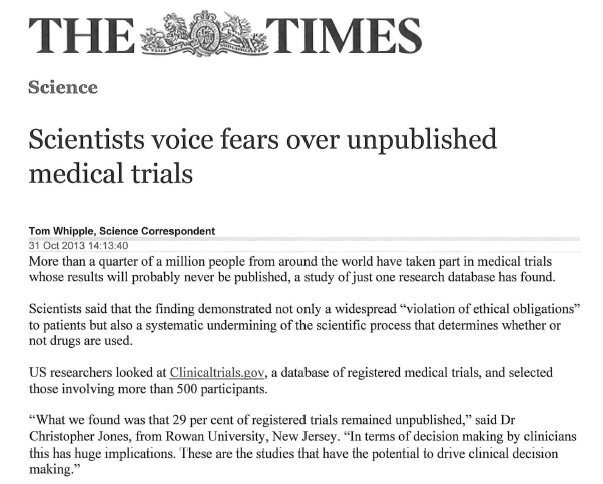 THE TIMES
Science
Scientists voice fears over unpublished
medical trials
Tom Whipple, Science Correspondent
31 Oct 2013 14:13:40
More than a quarter of a million people from around the world have taken part in medical trials
whose results will probably never be published, a study of just one research database has found.
Scientists said that the finding demonstrated not only a widespread “violation of ethical obligations”
to patients but also a systematic undermining of the scientific process that determines whether or
not drugs are used.
US researchers looked at Clinicaltrials.gov, a database of registered medical trials, and selected
those involving more than 500 participants.
“What we found was that 29 per cent of registered trials remained unpublished,” said Dr
Christopher Jones, from Rowan University, New Jersey. “In terms of decision making by clinicians
this has huge implications. These are the studies that have the potential to drive clinical decision
making.”